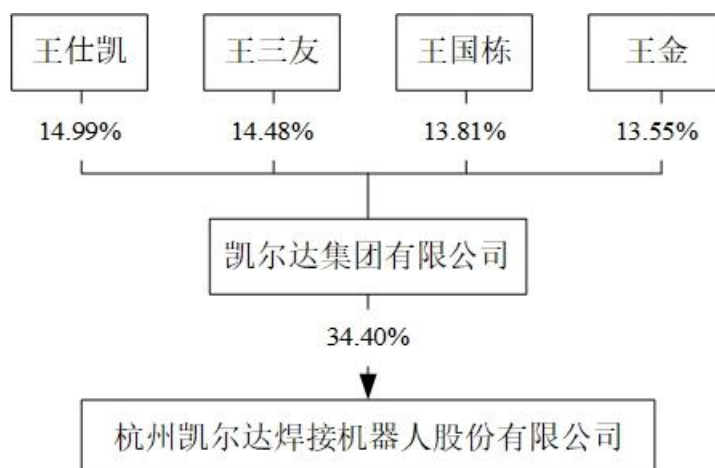 王仕凯 王三友 王国栋 王金
14.99% 14.48% 13.81% 13.55%
凯尔达集团有限公司
34.40%
杭州凯尔达焊接机器人股份有限公司